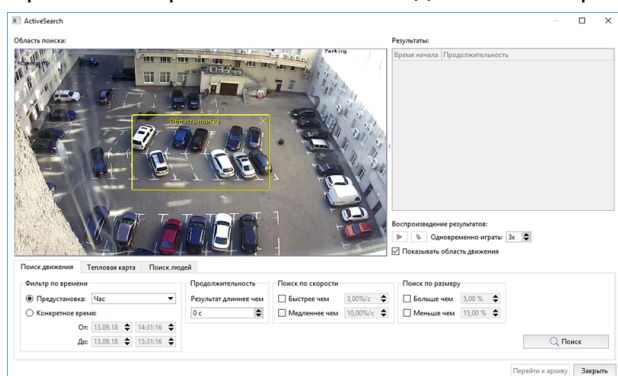 ActiveSearch
Область поиска:
Parking
Область поиска
Результаты:
Время начала Продолжительность
Воспроизведение результатов:
Одновременно играть: 3x
Показывать область движения
Поиск движения Тепловая карта Поиск людей
Фильтр по времени
Предустановка: Час
Конкретное время:
От: 13.09.18 14:31:16
До: 13.09.18 15:31:16
Продолжительность
Результат длиннее чем
0 с
Поиск по скорости
Быстрее чем 3,00%/с
Медленнее чем 10,00%/с
Поиск по размеру
Больше чем 5,00 %
Меньше чем 15,00 %
Поиск
Перейти к архиву Закрыть